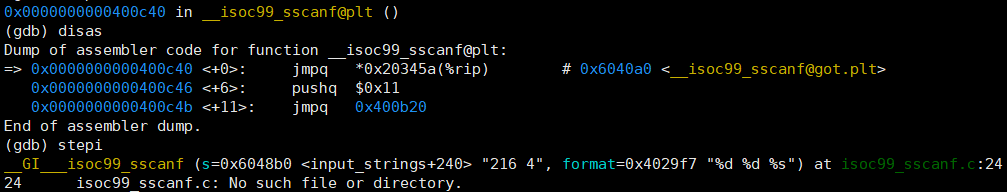 0x0000000000400c40 in __isoc99_sscanf@plt ()
(gdb) disas
Dump of assembler code for function __isoc99_sscanf@plt:
=> 0x0000000000400c40 <+0>:     jmpq   *0x20345a(%rip)        # 0x6040a0 <__isoc99_sscanf@got.plt>
   0x0000000000400c46 <+6>:     pushq  $0x11
   0x0000000000400c4b <+11>:    jmpq   0x400b20
End of assembler dump.
(gdb) stepi
__GI___isoc99_sscanf (s=0x6048b0 <input_strings+240> "216 4", format=0x4029f7 "%d %d %s") at isoc99_sscanf.c:24
24      isoc99_sscanf.c: No such file or directory.